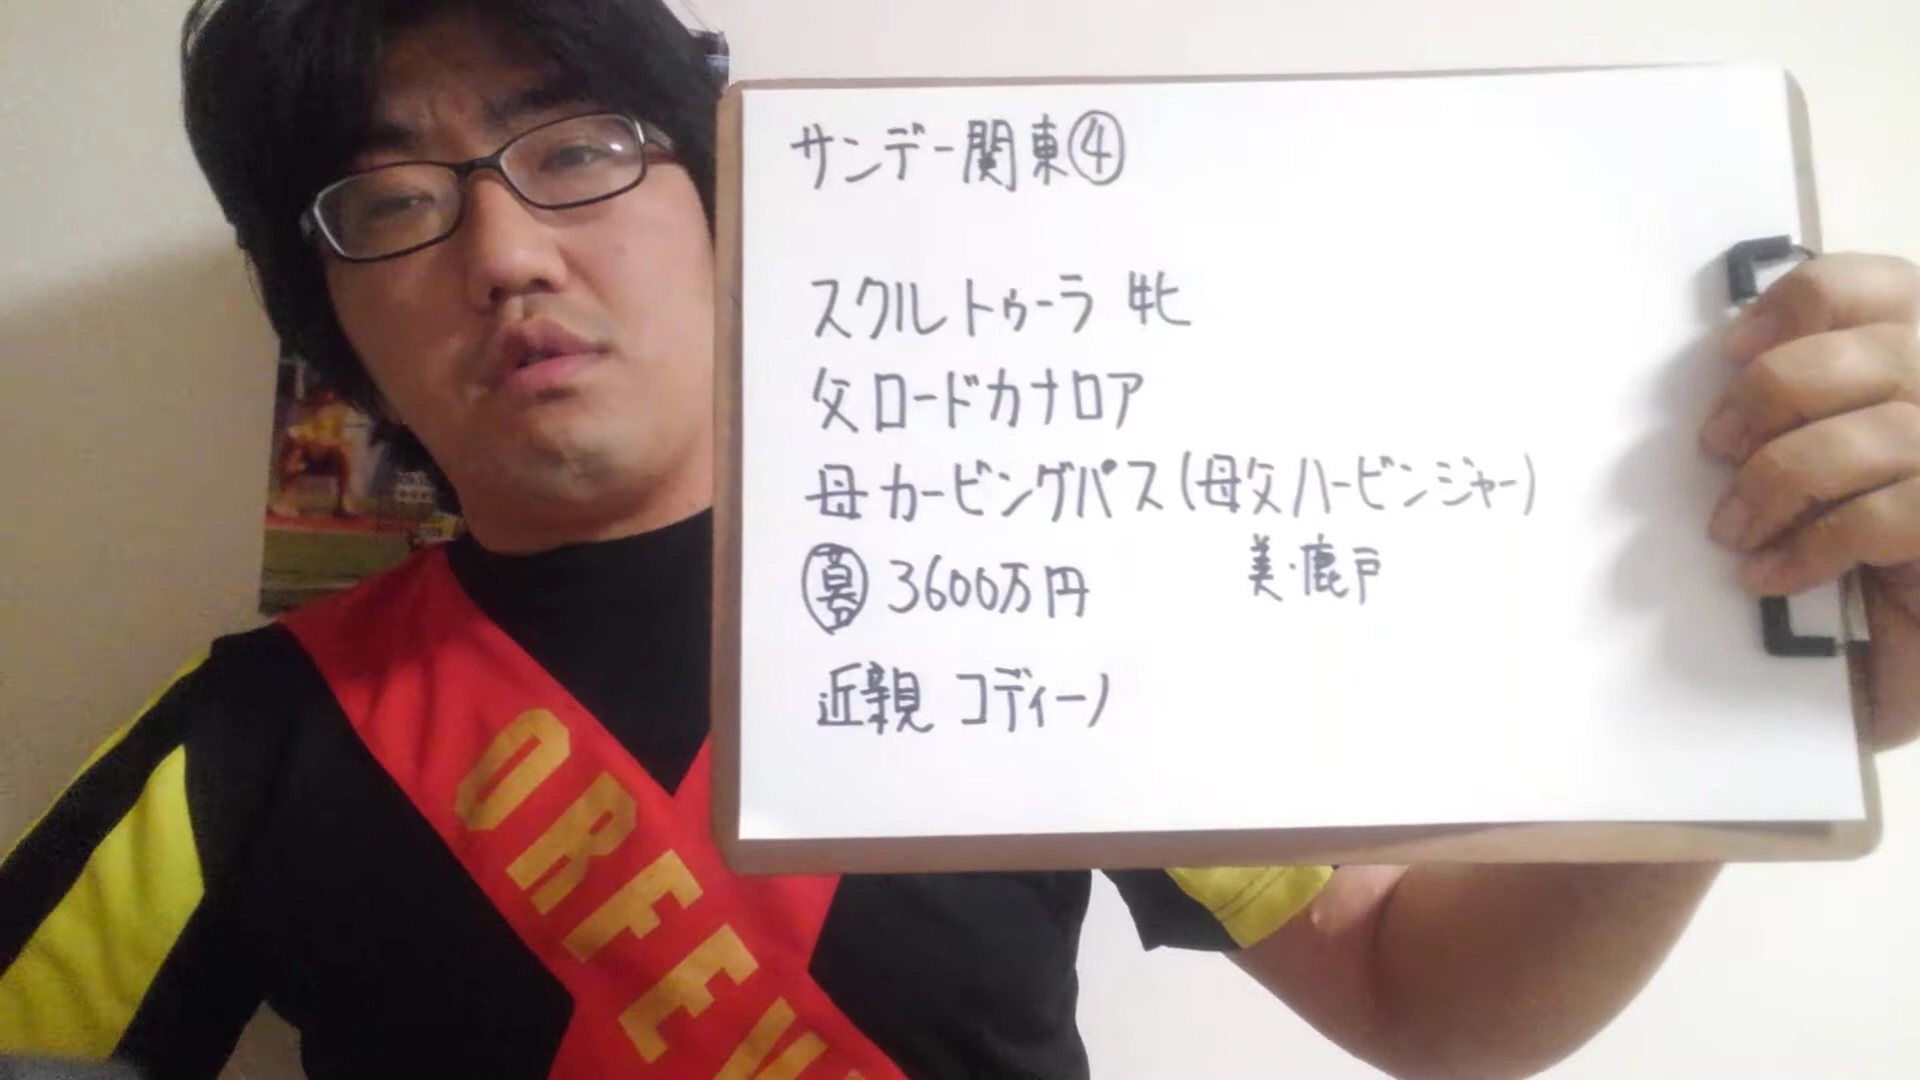 サンデー関東④
スクルトゥーラ 牝
父ロードカナロア
母カービングパス(母父ハービンジャー)
募 3600万円 美・鹿戸
近親 コディーノ
ORFEV